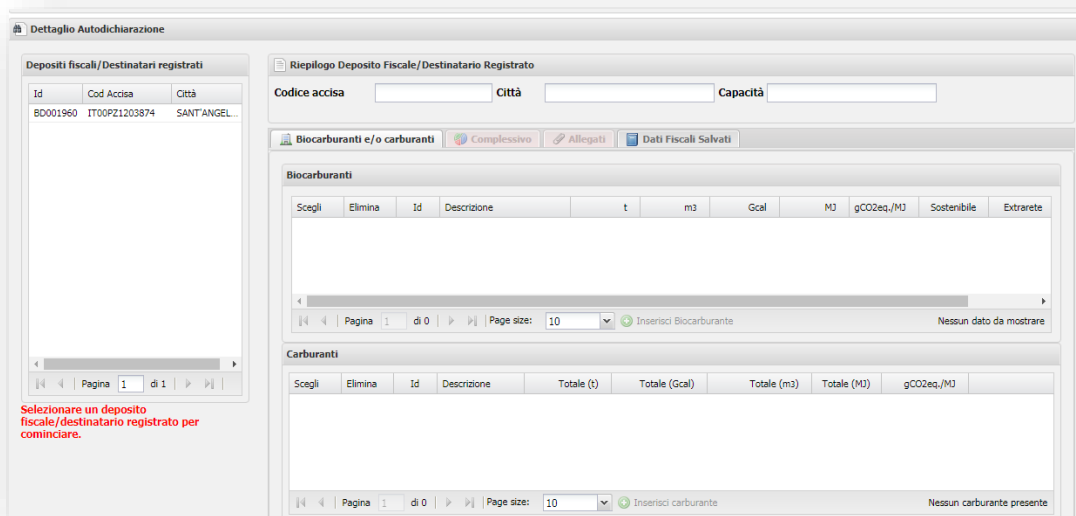 Dettaglio Autodichiarazione
Depositi fiscali/Destinatari registrati
Id Cod Accisa Città
BD001960 IT00PZ1203874 SANT'ANGEL...
Pagina 1 di 1
Selezionare un deposito
fiscale/destinatario registrato per
cominciare.
Riepilogo Deposito Fiscale/Destinatario Registrato
Codice accisa Città Capacità
Biocarburanti e/o carburanti Complessivo Allegati Dati Fiscali Salvati
Biocarburanti
Scegli Elimina Id Descrizione t m3 Gcal MJ gCO2eq./MJ Sostenibile Extrarete
Pagina 1 di 0 Page size: 10 Inserisci Biocarburante Nessun dato da mostrare
Carburanti
Scegli Elimina Id Descrizione Totale (t) Totale (Gcal) Totale (m3) Totale (MJ) gCO2eq./MJ
Pagina 1 di 0 Page size: 10 Inserisci carburante Nessun carburante presente